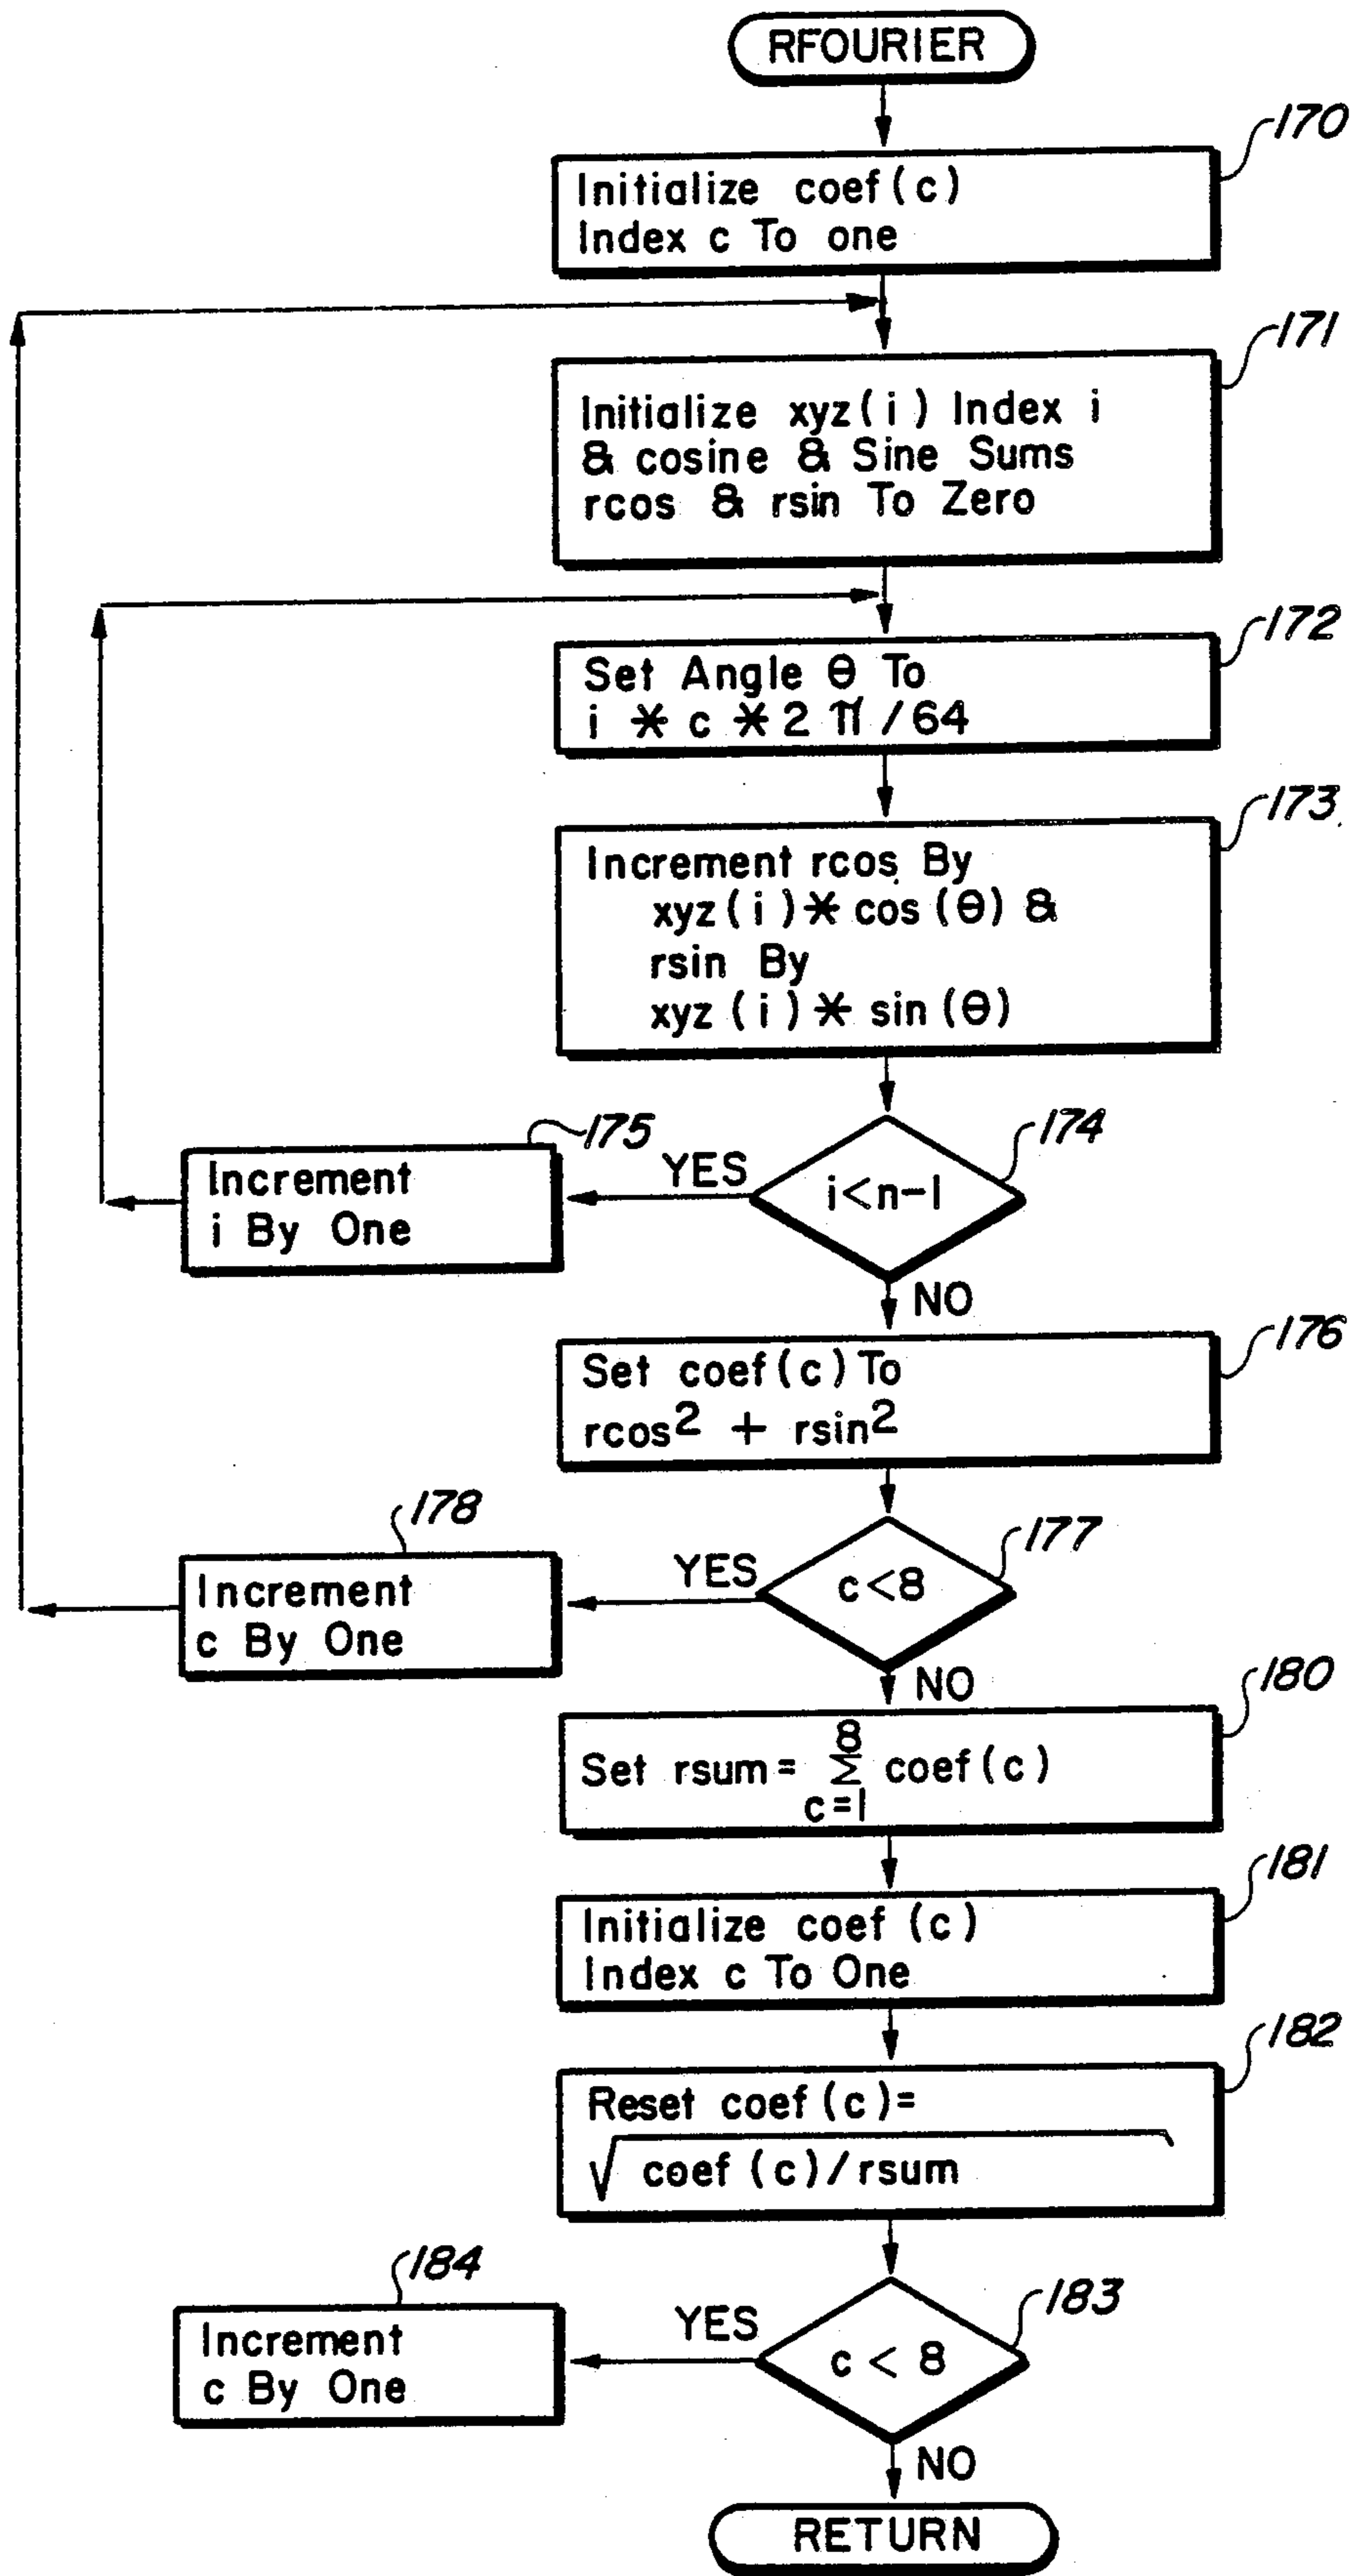 RFOURIER
170
Initialize coef(c)
Index c To one
171
Initialize xyz(i) Index i
& cosine & Sine Sums
rcos & rsin To Zero
172
Set Angle θ To
i * c * 2 π / 64
173
Increment rcos By
xyz(i) * cos(θ) &
rsin By
xyz(i) * sin(θ)
174
i<n-1
YES
175
Increment
i By One
NO
176
Set coef(c) To
rcos² + rsin²
177
c<8
YES
178
Increment
c By One
NO
180
8
Set rsum = Σ coef(c)
c=1
181
Initialize coef (c)
Index c To One
182
Reset coef (c)=
√ coef (c)/rsum
183
c < 8
YES
184
Increment
c By One
NO
RETURN